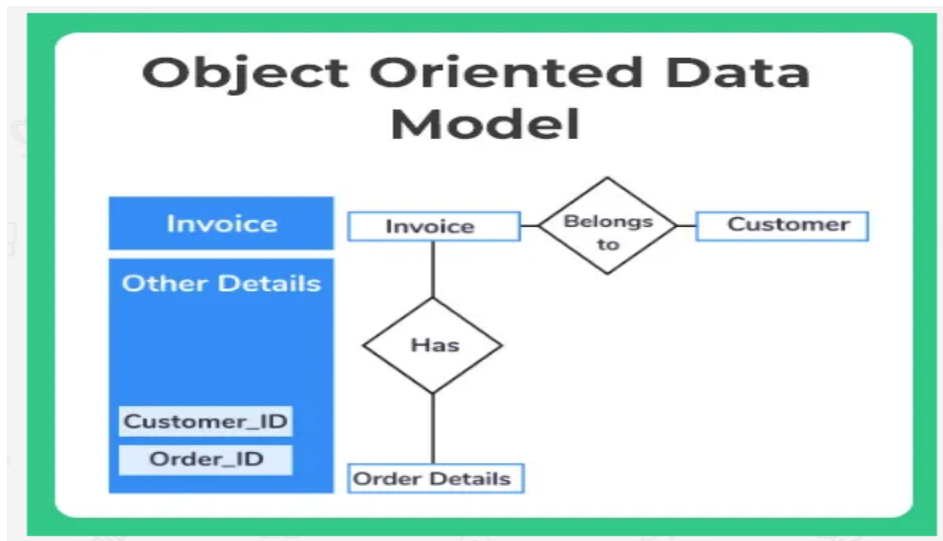 Object Oriented Data
Model
Invoice
Other Details
Customer_ID
Order_ID
Invoice
Belongs
to
Customer
Has
Order Details